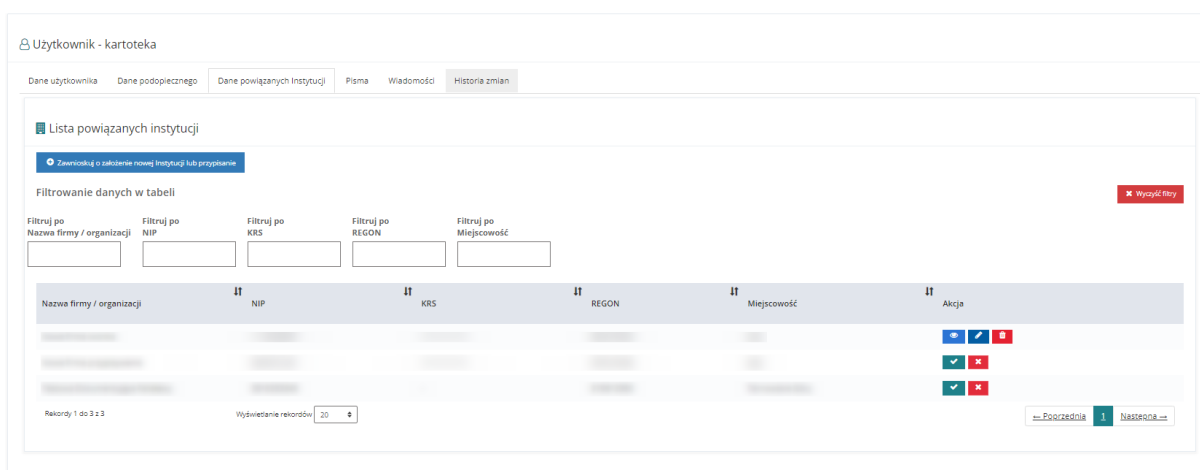 Użytkownik - kartoteka
Dane użytkownika Dane podopiecznego Dane powiązanych Instytucji Pisma Wiadomości Historia zmian
Lista powiązanych instytucji
Zawnioskuj o założenie nowej Instytucji lub przypisanie
Filtrowanie danych w tabeli
Wyczyść filtry
Filtruj po Filtruj po Filtruj po Filtruj po Filtruj po
Nazwa firmy / organizacji NIP KRS REGON Miejscowość
Nazwa firmy / organizacji NIP KRS REGON Miejscowość Akcja
Rekordy 1 do 3 z 3 Wyświetlanie rekordów 20 ← Poprzednia 1 Następna →